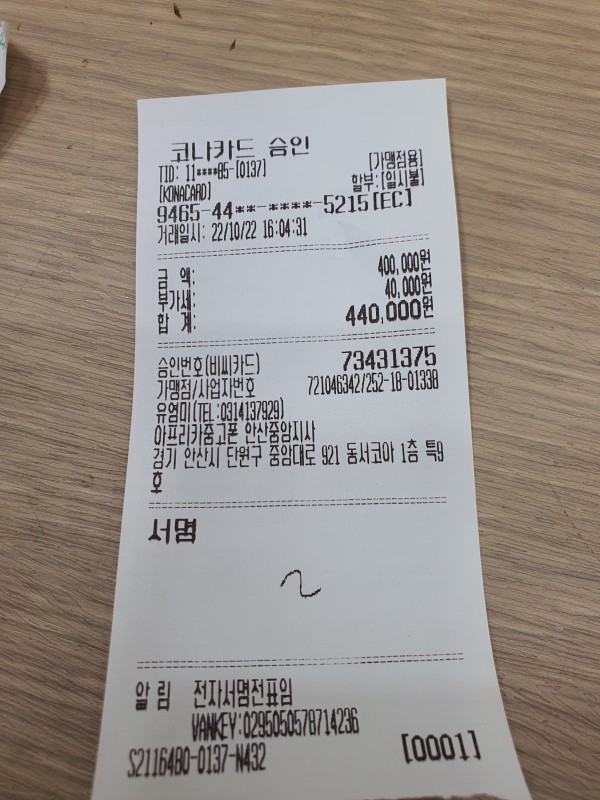 코나카드 승인
TID: 11****85-[0137] [가맹점용]
[KONACARD] 할부:[일시불]
9465-44**-****-5215[EC]
거래일시: 22/10/22 16:04:31
금 액: 400,000원
부가세: 40,000원
합 계: 440,000원
승인번호(비씨카드) 73431375
가맹점/사업자번호 721046342/252-18-01338
유염미(TEL:0314137929)
아프리카중고폰 안산중앙지사
경기 안산시 단원구 중앙대로 921 동서코아 1층 특9
호
서명
알 림 전자서명전표임
VANKEY:0295050578714236
S2116480-0137-N432 [0001]